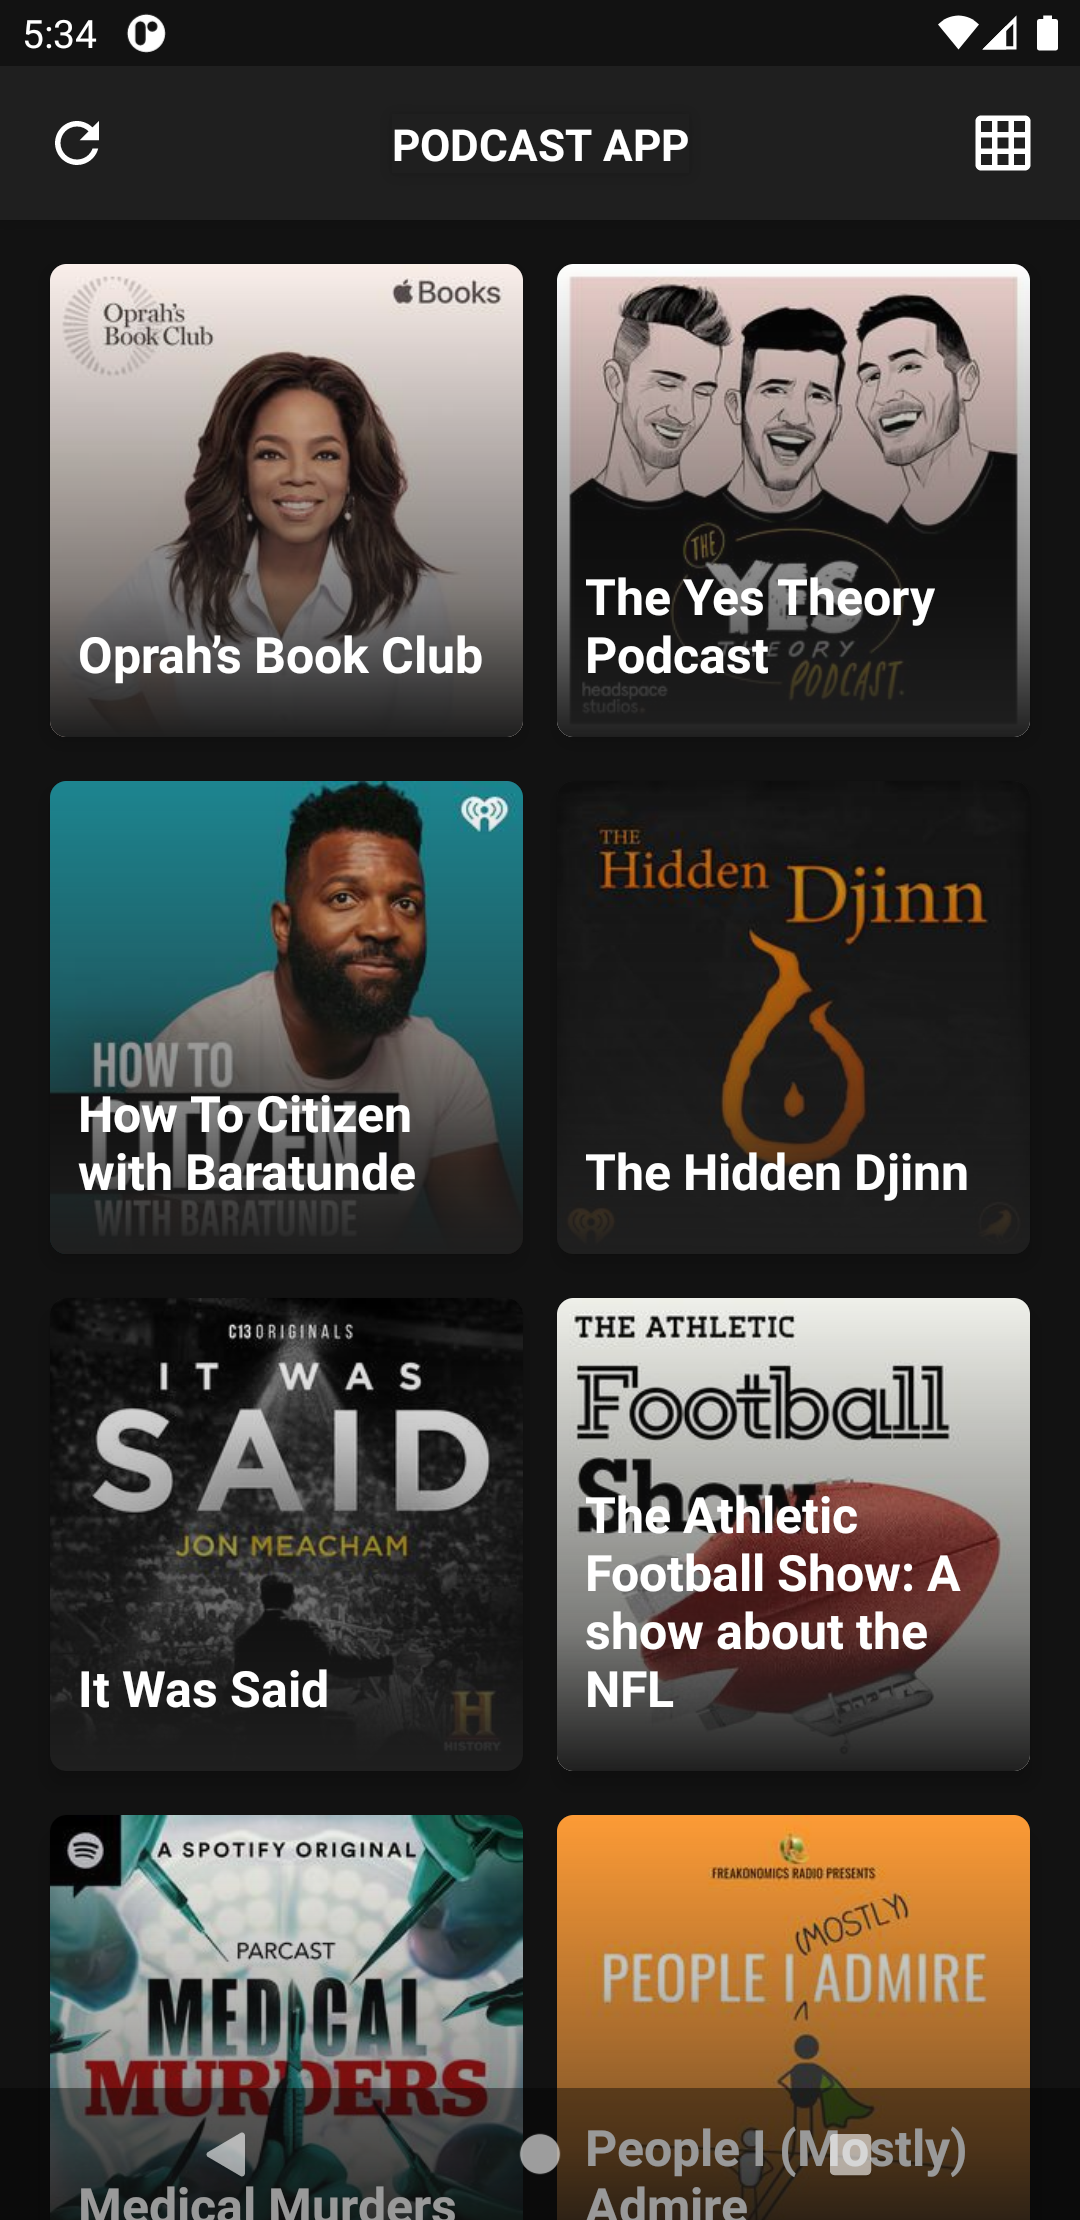 5:34
PODCAST APP
Oprah's
Book Club
Books
Oprah’s Book Club
THE
YES
THEORY
PODCAST.
headspace
studios.
The Yes Theory
Podcast
HOW TO
CITIZEN
WITH BARATUNDE
How To Citizen
with Baratunde
THE
Hidden Djinn
The Hidden Djinn
C13ORIGINALS
IT WAS
SAID
JON MEACHAM
H
HISTORY
It Was Said
THE ATHLETIC
Football
Show
The Athletic
Football Show: A
show about the
NFL
A SPOTIFY ORIGINAL
PARCAST
MEDICAL
MURDERS
Medical Murders
FREAKONOMICS RADIO PRESENTS
(MOSTLY)
PEOPLE I ADMIRE
People I (Mostly)
Admire